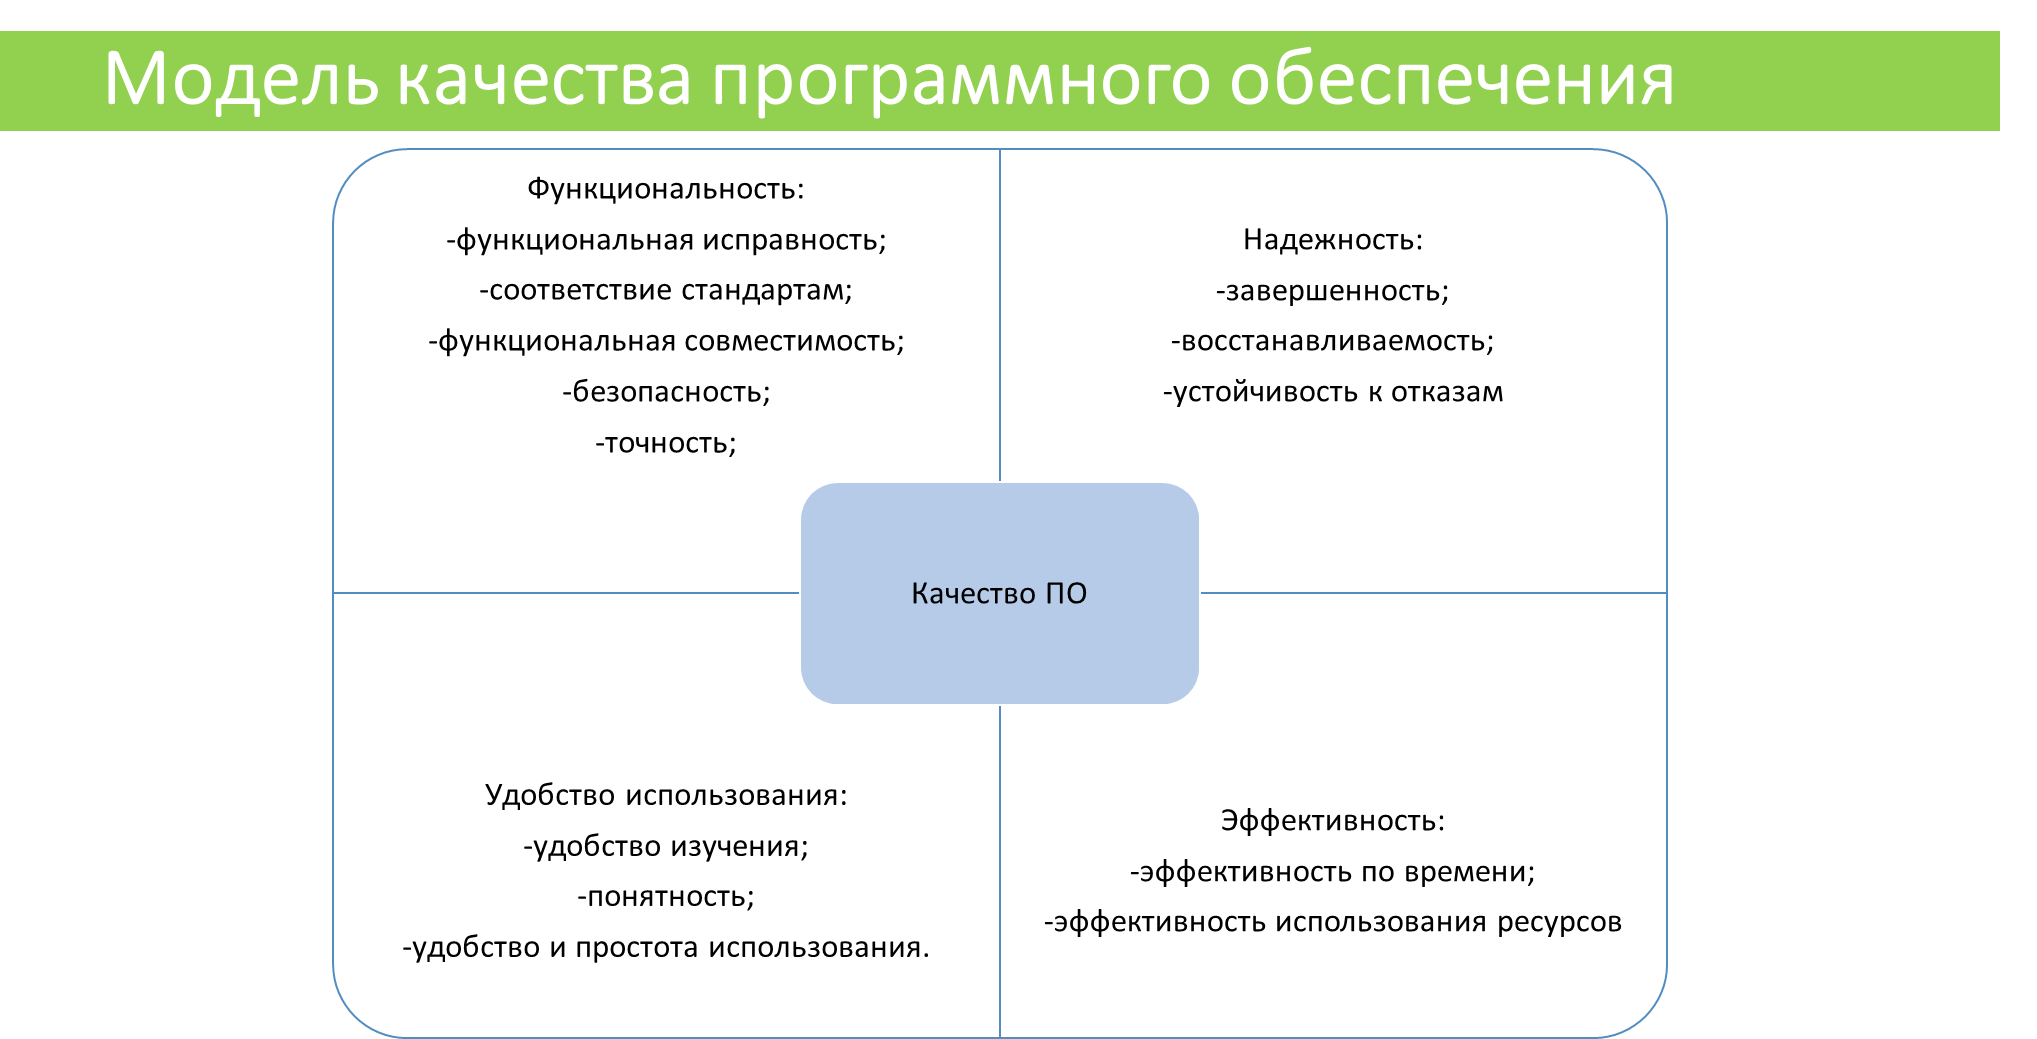 Модель качества программного обеспечения
Функциональность:
-функциональная исправность;
-соответствие стандартам;
-функциональная совместимость;
-безопасность;
-точность;
Надежность:
-завершенность;
-восстанавливаемость;
-устойчивость к отказам
Качество ПО
Удобство использования:
-удобство изучения;
-понятность;
-удобство и простота использования.
Эффективность:
-эффективность по времени;
-эффективность использования ресурсов